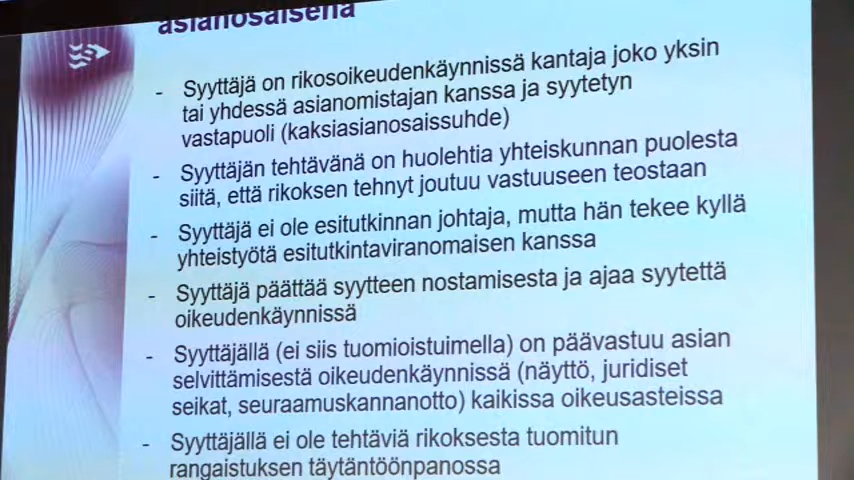 asianosaisena
- Syyttäjä on rikosoikeudenkäynnissä kantaja joko yksin
tai yhdessä asianomistajan kanssa ja syytetyn
vastapuoli (kaksiasianosaissuhde)
- Syyttäjän tehtävänä on huolehtia yhteiskunnan puolesta
siitä, että rikoksen tehnyt joutuu vastuuseen teostaan
- Syyttäjä ei ole esitutkinnan johtaja, mutta hän tekee kyllä
yhteistyötä esitutkintaviranomaisen kanssa
- Syyttäjä päättää syytteen nostamisesta ja ajaa syytettä
oikeudenkäynnissä
- Syyttäjällä (ei siis tuomioistuimella) on päävastuu asian
selvittämisestä oikeudenkäynnissä (näyttö, juridiset
seikat, seuraamuskannanotto) kaikissa oikeusasteissa
- Syyttäjällä ei ole tehtäviä rikoksesta tuomitun
rangaistuksen täytäntöönpanossa